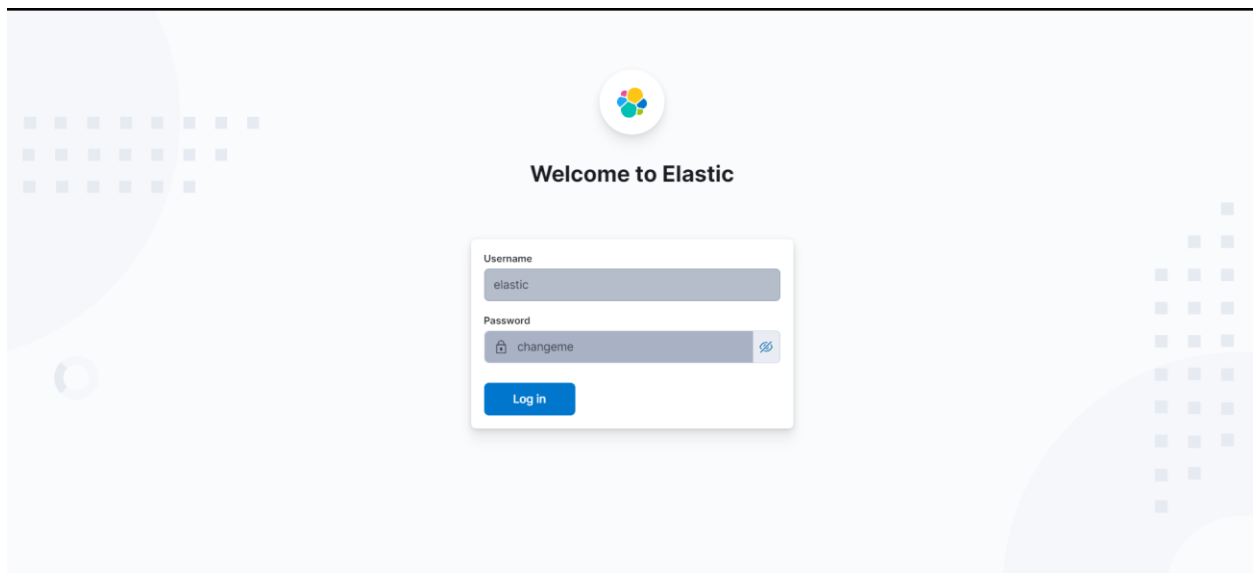 Welcome to Elastic
Username
elastic
Password
changeme
Log in